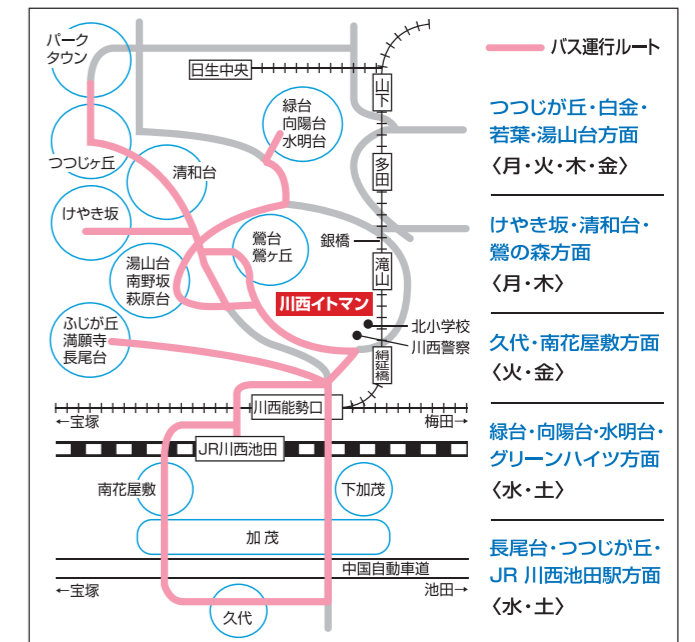 パーク
タウン
日生中央
山下
緑台
向陽台
水明台
多田
つつじヶ丘
清和台
けやき坂
鶯台
鶯ヶ丘
銀橋
滝山
湯山台
南野坂
萩原台
川西イトマン
北小学校
川西警察
ふじが丘
満願寺
長尾台
絹延橋
川西能勢口
←宝塚
梅田→
JR川西池田
南花屋敷
下加茂
加茂
中国自動車道
←宝塚
池田→
久代
バス運行ルート
つつじが丘・白金・
若葉・湯山台方面
〈月・火・木・金〉
けやき坂・清和台・
鶯の森方面
〈月・木〉
久代・南花屋敷方面
〈火・金〉
緑台・向陽台・水明台・
グリーンハイツ方面
〈水・土〉
長尾台・つつじが丘・
JR 川西池田駅方面
〈水・土〉